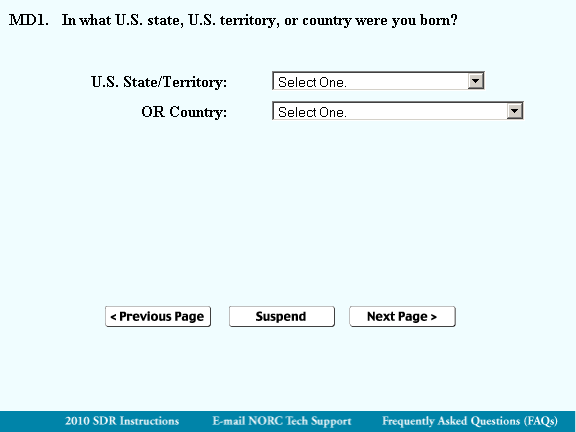 MD1. In what U.S. state, U.S. territory, or country were you born?
U.S. State/Territory: Select One.
OR Country: Select One.
< Previous Page Suspend Next Page >
2010 SDR Instructions E-mail NORC Tech Support Frequently Asked Questions (FAQs)